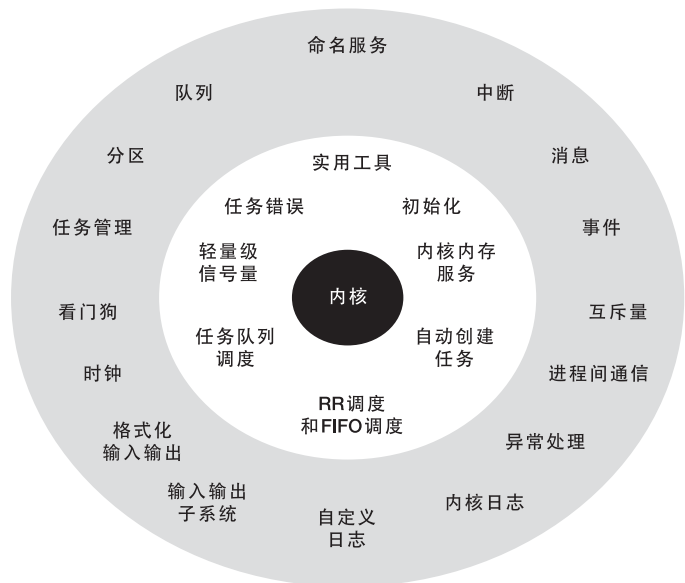 命名服务
队列
中断
分区
消息
实用工具
任务错误
初始化
任务管理
事件
轻量级
信号量
内核内存
服务
内核
看门狗
互斥量
任务队列
调度
自动创建
任务
时钟
进程间通信
RR调度
和FIFO调度
格式化
输入输出
异常处理
输入输出
子系统
内核日志
自定义
日志